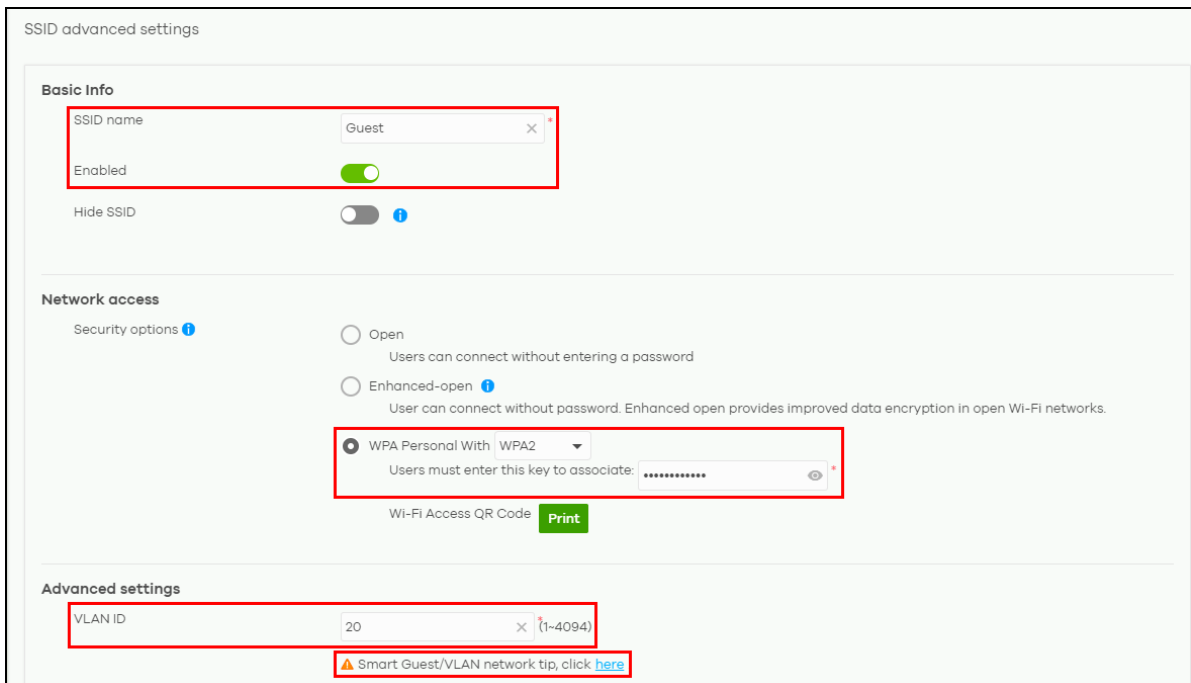 SSID advanced settings
Basic Info
SSID name Guest *
Enabled
Hide SSID
Network access
Security options
Open
Users can connect without entering a password
Enhanced-open
User can connect without password. Enhanced open provides improved data encryption in open Wi-Fi networks.
WPA Personal With WPA2
Users must enter this key to associate: •••••••••••• *
Wi-Fi Access QR Code Print
Advanced settings
VLAN ID 20 * (1~4094)
Smart Guest/VLAN network tip, click here